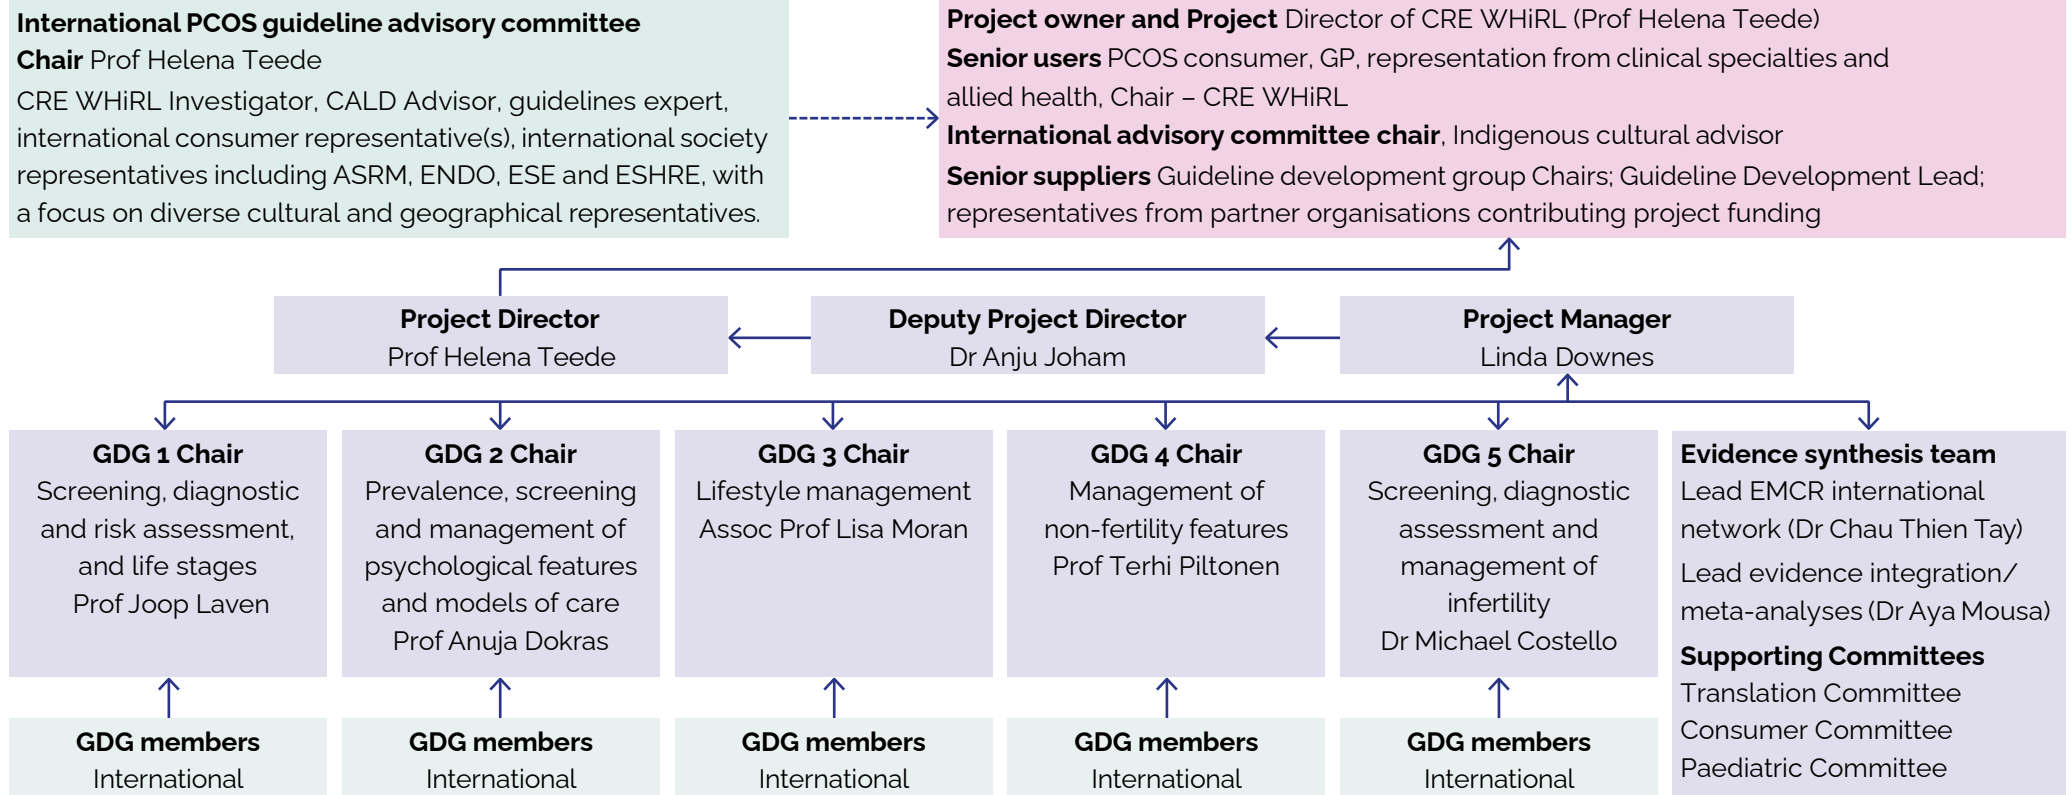 International PCOS guideline advisory committee
Chair Prof Helena Teede
CRE WHiRL Investigator, CALD Advisor, guidelines expert,
international consumer representative(s), international society
representatives including ASRM, ENDO, ESE and ESHRE, with
a focus on diverse cultural and geographical representatives.
Project owner and Project Director of CRE WHiRL (Prof Helena Teede)
Senior users PCOS consumer, GP, representation from clinical specialties and
allied health, Chair – CRE WHiRL
International advisory committee chair, Indigenous cultural advisor
Senior suppliers Guideline development group Chairs; Guideline Development Lead;
representatives from partner organisations contributing project funding
Project Director
Prof Helena Teede
Deputy Project Director
Dr Anju Joham
Project Manager
Linda Downes
GDG 1 Chair
Screening, diagnostic
and risk assessment,
and life stages
Prof Joop Laven
GDG 2 Chair
Prevalence, screening
and management of
psychological features
and models of care
Prof Anuja Dokras
GDG 3 Chair
Lifestyle management
Assoc Prof Lisa Moran
GDG 4 Chair
Management of
non-fertility features
Prof Terhi Piltonen
GDG 5 Chair
Screening, diagnostic
assessment and
management of
infertility
Dr Michael Costello
Evidence synthesis team
Lead EMCR international
network (Dr Chau Thien Tay)
Lead evidence integration/
meta-analyses (Dr Aya Mousa)
Supporting Committees
Translation Committee
Consumer Committee
Paediatric Committee
GDG members
International
GDG members
International
GDG members
International
GDG members
International
GDG members
International